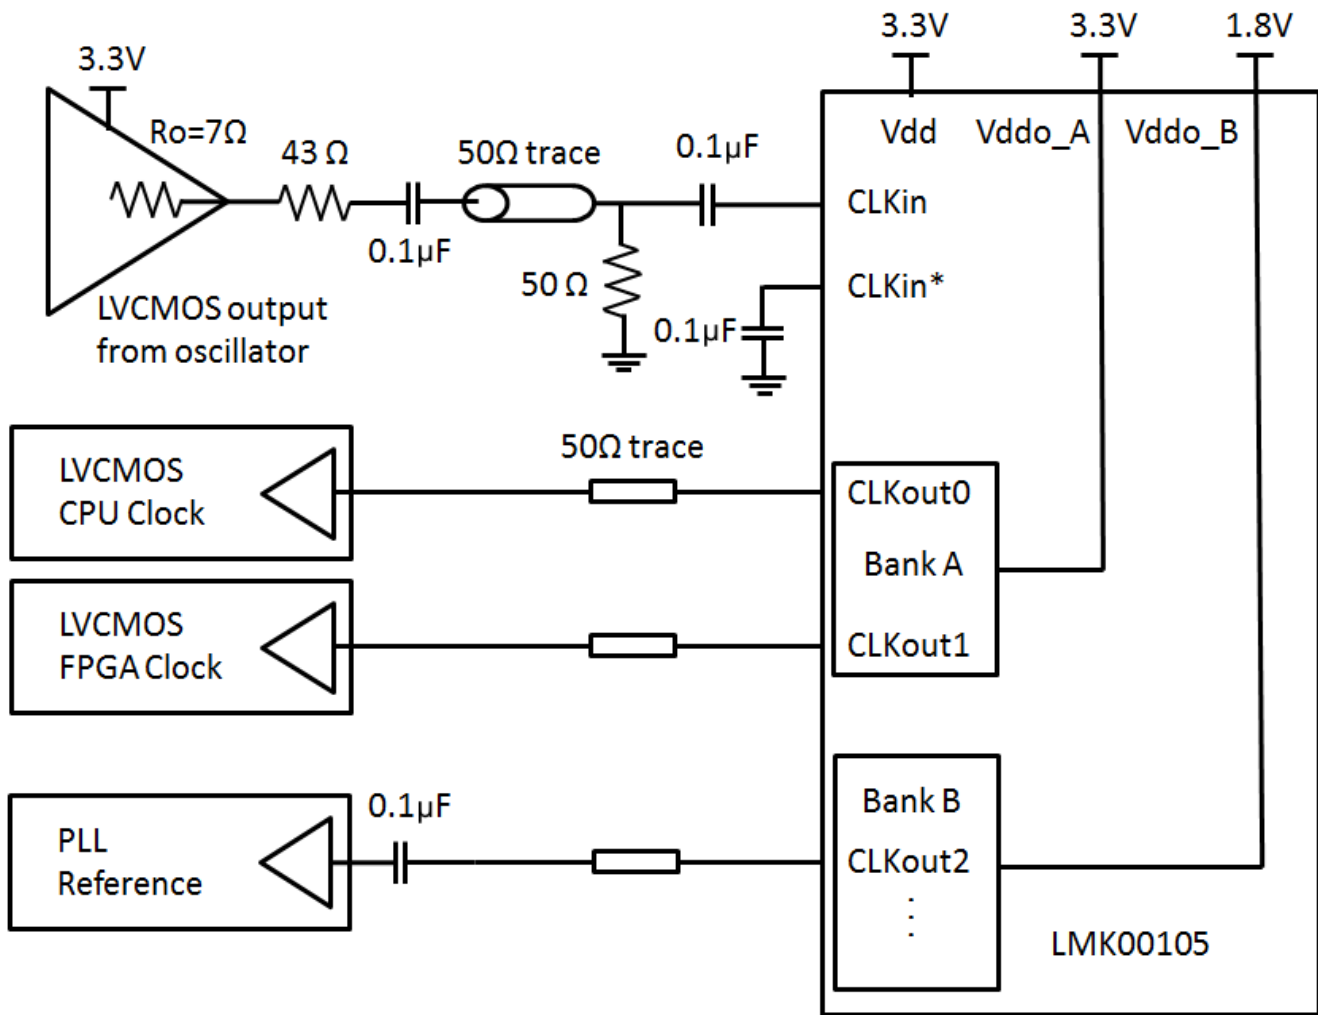 3.3V 3.3V 1.8V
3.3V
Ro=7Ω
Vdd Vddo_A Vddo_B
43 Ω
50Ω trace
0.1µF
CLKin
0.1µF
50 Ω
CLKin*
LVCMOS output
from oscillator
0.1µF
LVCMOS
CPU Clock
50Ω trace
CLKout0
Bank A
LVCMOS
FPGA Clock
CLKout1
0.1µF
Bank B
PLL
Reference
CLKout2
LMK00105